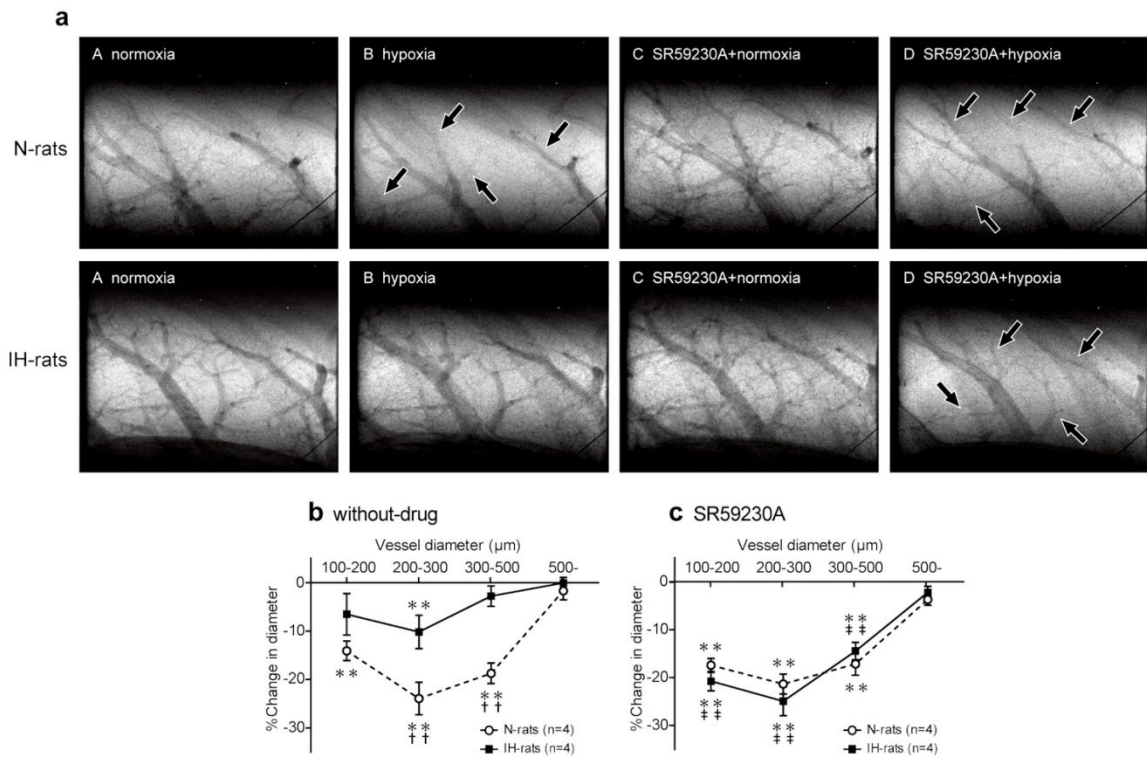 a
A normoxia
B hypoxia
C SR59230A+normoxia
D SR59230A+hypoxia
N-rats
A normoxia
B hypoxia
C SR59230A+normoxia
D SR59230A+hypoxia
IH-rats
b without-drug
Vessel diameter (µm)
100-200 200-300 300-500 500-
0
-10
-20
-30
%Change in diameter
**
**
**
††
**
††
N-rats (n=4)
IH-rats (n=4)
c SR59230A
Vessel diameter (µm)
100-200 200-300 300-500 500-
0
-10
-20
-30
%Change in diameter
**
‡‡
**
**
**
**
‡‡
**
‡‡
N-rats (n=4)
IH-rats (n=4)